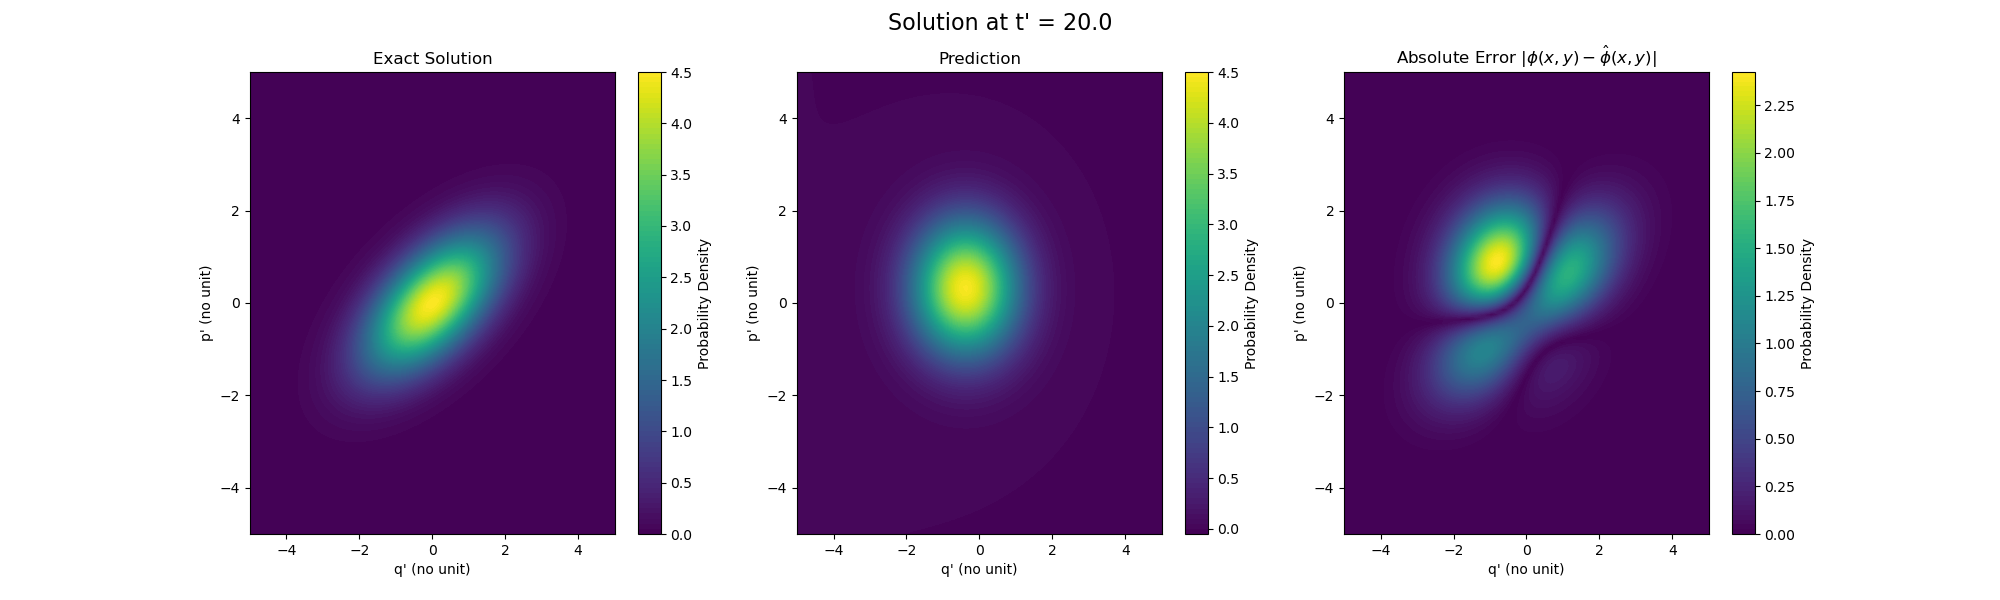 Solution at t' = 20.0
Exact Solution
p' (no unit)
4
2
0
−2
−4
−4 −2 0 2 4
q' (no unit)
4.5
4.0
3.5
3.0
2.5
2.0
1.5
1.0
0.5
0.0
Probability Density
Prediction
p' (no unit)
4
2
0
−2
−4
−4 −2 0 2 4
q' (no unit)
4.5
4.0
3.5
3.0
2.5
2.0
1.5
1.0
0.5
0.0
Probability Density
Absolute Error |ϕ(x, y) − ϕ̂(x, y)|
p' (no unit)
4
2
0
−2
−4
−4 −2 0 2 4
q' (no unit)
2.25
2.00
1.75
1.50
1.25
1.00
0.75
0.50
0.25
0.00
Probability Density